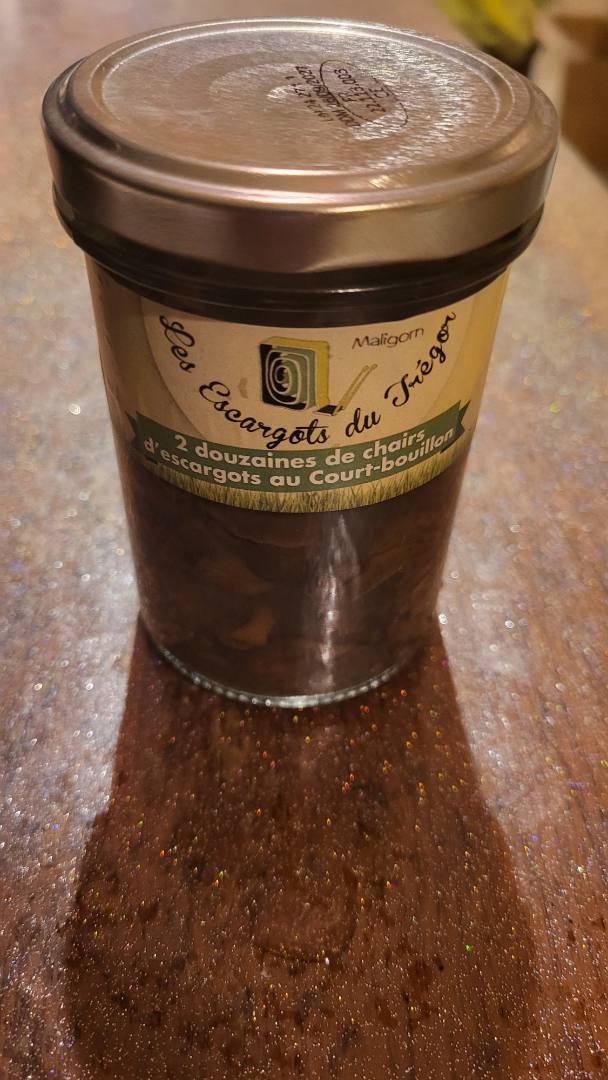 Maligorn
Les Escargots du Trégor
2 douzaines de chairs
d'escargots au Court-bouillon